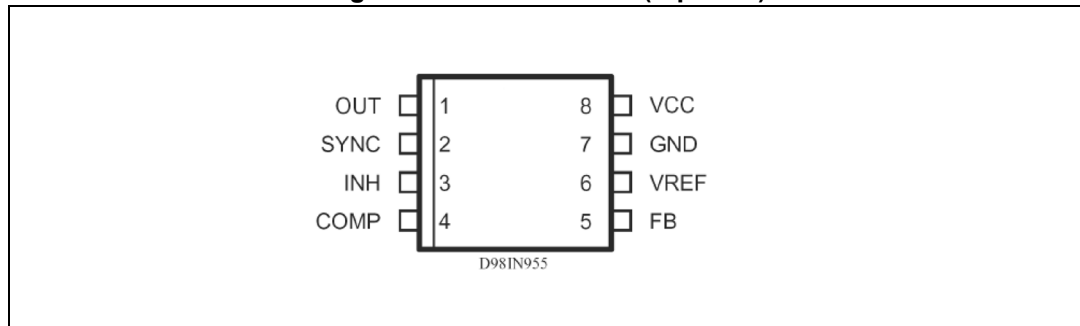 OUT 1 8 VCC
SYNC 2 7 GND
INH 3 6 VREF
COMP 4 5 FB
D98IN955